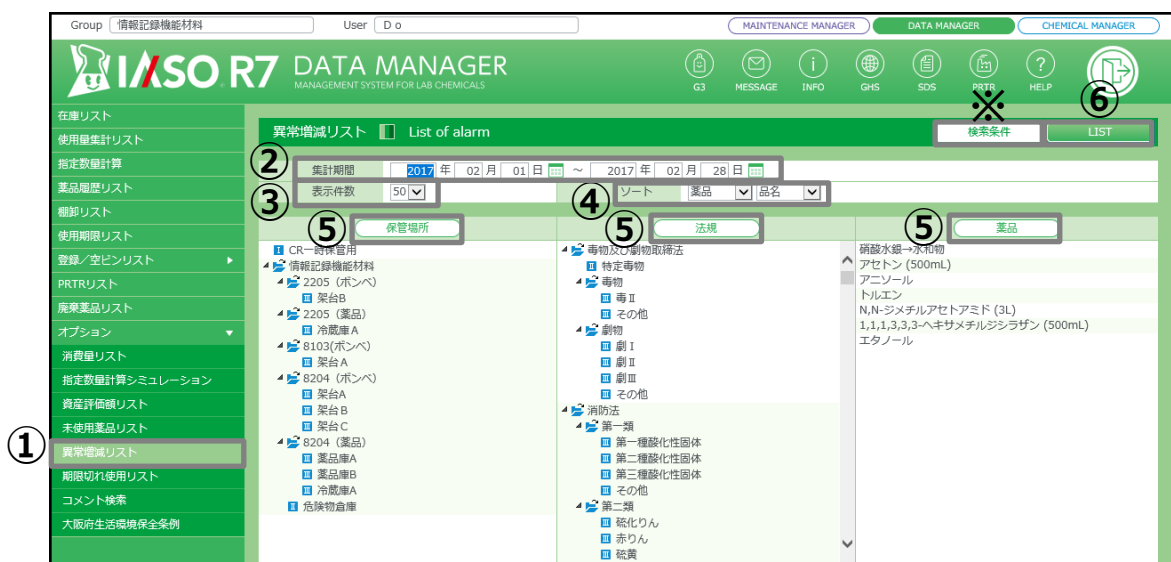 Group 情報記録機能材料 User D o MAINTENANCE MANAGER DATA MANAGER CHEMICAL MANAGER
IASO R7 DATA MANAGER
MANAGEMENT SYSTEM FOR LAB CHEMICALS
G3 MESSAGE INFO GHS SDS PRTR HELP
※ ⑥
異常増減リスト List of alarm 検索条件 LIST
② 集計期間 2017 年 02 月 01 日 ~ 2017 年 02 月 28 日
③ 表示件数 50 ④ ソート 薬品 品名
⑤ 保管場所 ⑤ 法規 ⑤ 薬品
在庫リスト
使用量集計リスト
指定数量計算
薬品履歴リスト
棚卸リスト
使用期限リスト
登録/空ビンリスト
PRTRリスト
廃棄薬品リスト
オプション
消費量リスト
指定数量計算シミュレーション
資産評価額リスト
未使用薬品リスト
① 異常増減リスト
期限切れ使用リスト
コメント検索
大阪府生活環境保全条例
CR一時保管用
情報記録機能材料
2205(ボンベ)
架台B
2205(薬品)
冷蔵庫A
8103(ボンベ)
架台A
8204(ボンベ)
架台A
架台B
架台C
8204(薬品)
薬品庫A
薬品庫B
冷蔵庫A
危険物倉庫
毒物及び劇物取締法
特定毒物
毒物
毒Ⅱ
その他
劇物
劇Ⅰ
劇Ⅱ
劇Ⅲ
その他
消防法
第一類
第一種酸化性固体
第二種酸化性固体
第三種酸化性固体
その他
第二類
硫化りん
赤りん
硫黄
硝酸水銀→水和物
アセトン (500mL)
アニソール
トルエン
N,N-ジメチルアセトアミド (3L)
1,1,1,3,3,3-ヘキサメチルジシラザン (500mL)
エタノール